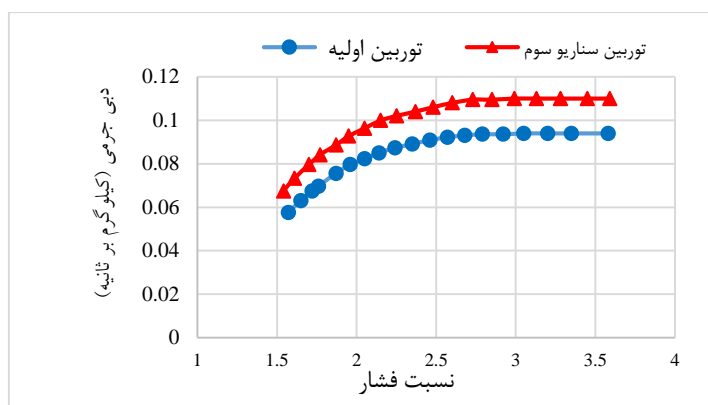 توربین اولیه
توربین سناریو سوم
دبی جرمی (کیلوگرم بر ثانیه)
0.12
0.1
0.08
0.06
0.04
0.02
0
1 1.5 2 2.5 3 3.5 4
نسبت فشار